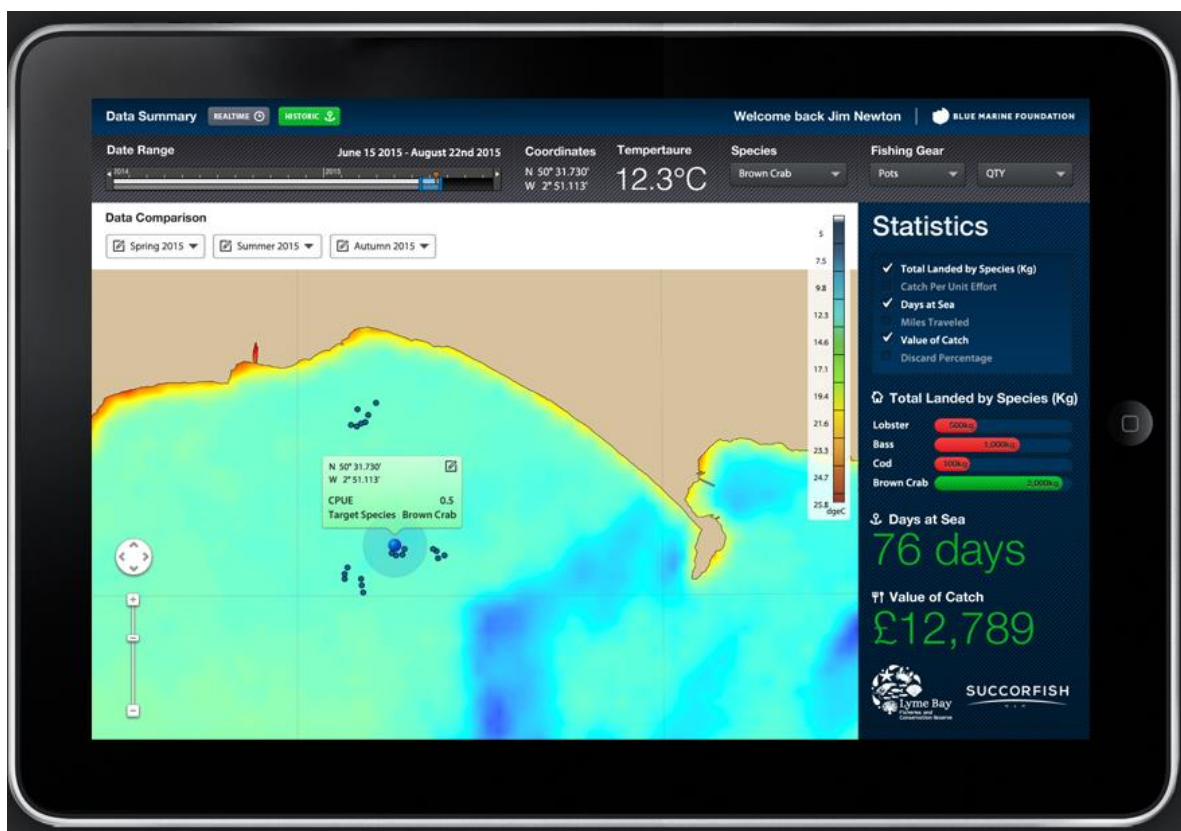 Data Summary
REALTIME
HISTORIC
Welcome back Jim Newton
BLUE MARINE FOUNDATION
Date Range
June 15 2015 - August 22nd 2015
2014
2015
Coordinates
N 50° 31.730'
W 2° 51.113'
Tempertaure
12.3°C
Species
Brown Crab
Fishing Gear
Pots
QTY
Data Comparison
Spring 2015
Summer 2015
Autumn 2015
5
7.5
9.8
12.3
14.6
17.1
19.4
21.6
23.3
24.7
25.8
dgeC
N 50° 31.730'
W 2° 51.113'
CPUE 0.5
Target Species Brown Crab
Statistics
Total Landed by Species (Kg)
Catch Per Unit Effort
Days at Sea
Miles Traveled
Value of Catch
Discard Percentage
Total Landed by Species (Kg)
Lobster 500kg
Bass 1,000kg
Cod 100kg
Brown Crab 2,000kg
Days at Sea
76 days
Value of Catch
£12,789
Lyme Bay
Fisheries and
Conservation Reserve
SUCCORFISH